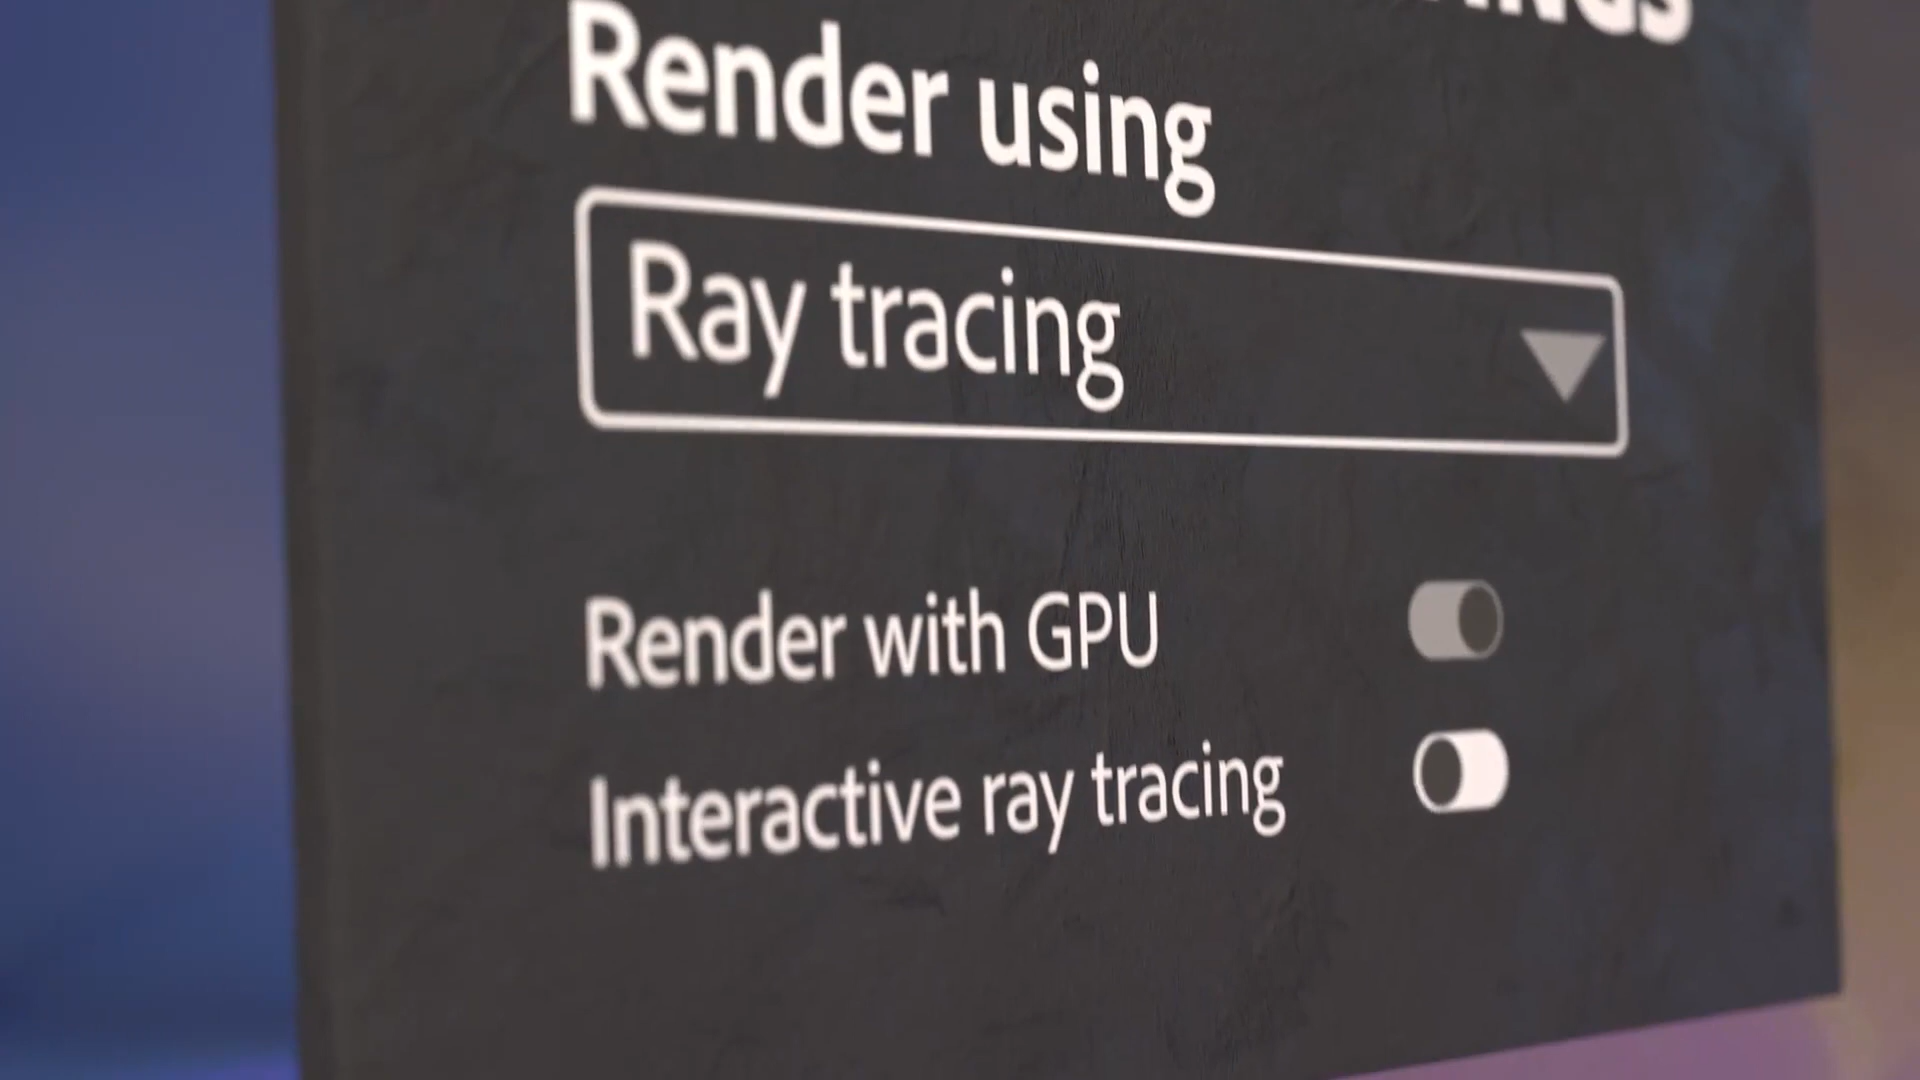 Render using
Ray tracing
Render with GPU
Interactive ray tracing